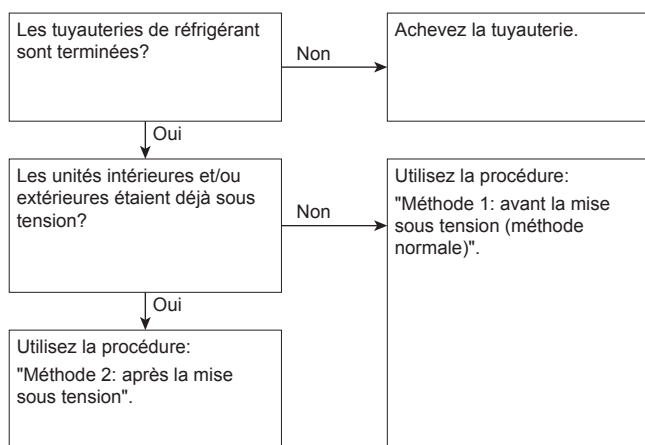 Les tuyauteries de réfrigérant
sont terminées?
Non
Achevez la tuyauterie.
Oui
Les unités intérieures et/ou
extérieures étaient déjà sous
tension?
Non
Utilisez la procédure:
"Méthode 1: avant la mise
sous tension (méthode
normale)".
Oui
Utilisez la procédure:
"Méthode 2: après la mise
sous tension".